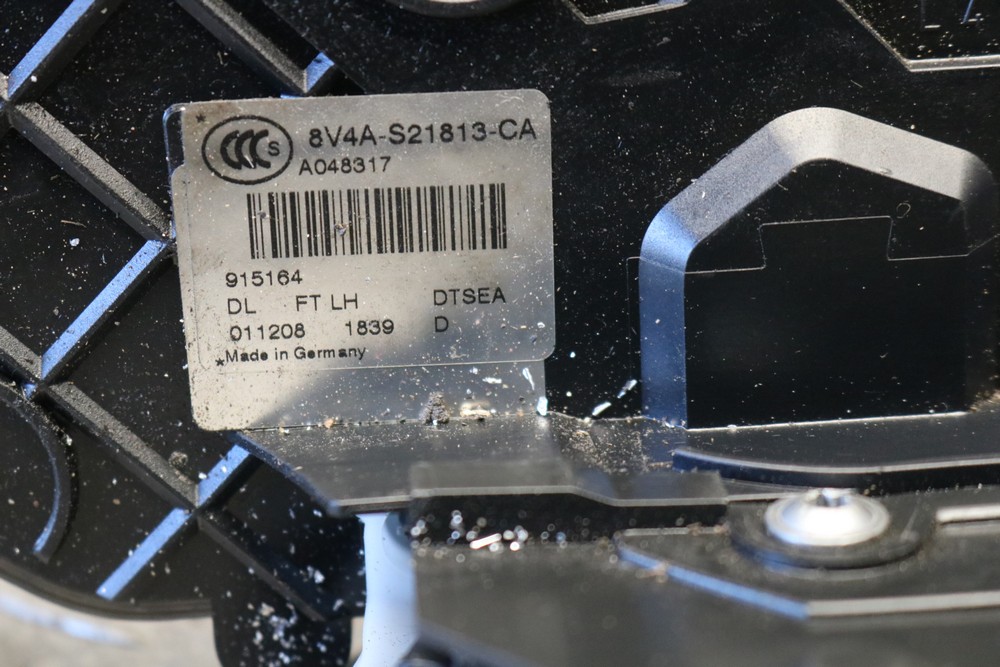 CCC S 8V4A-S21813-CA
A048317
915164
DL FT LH DTSEA
011208 1839 D
*Made in Germany